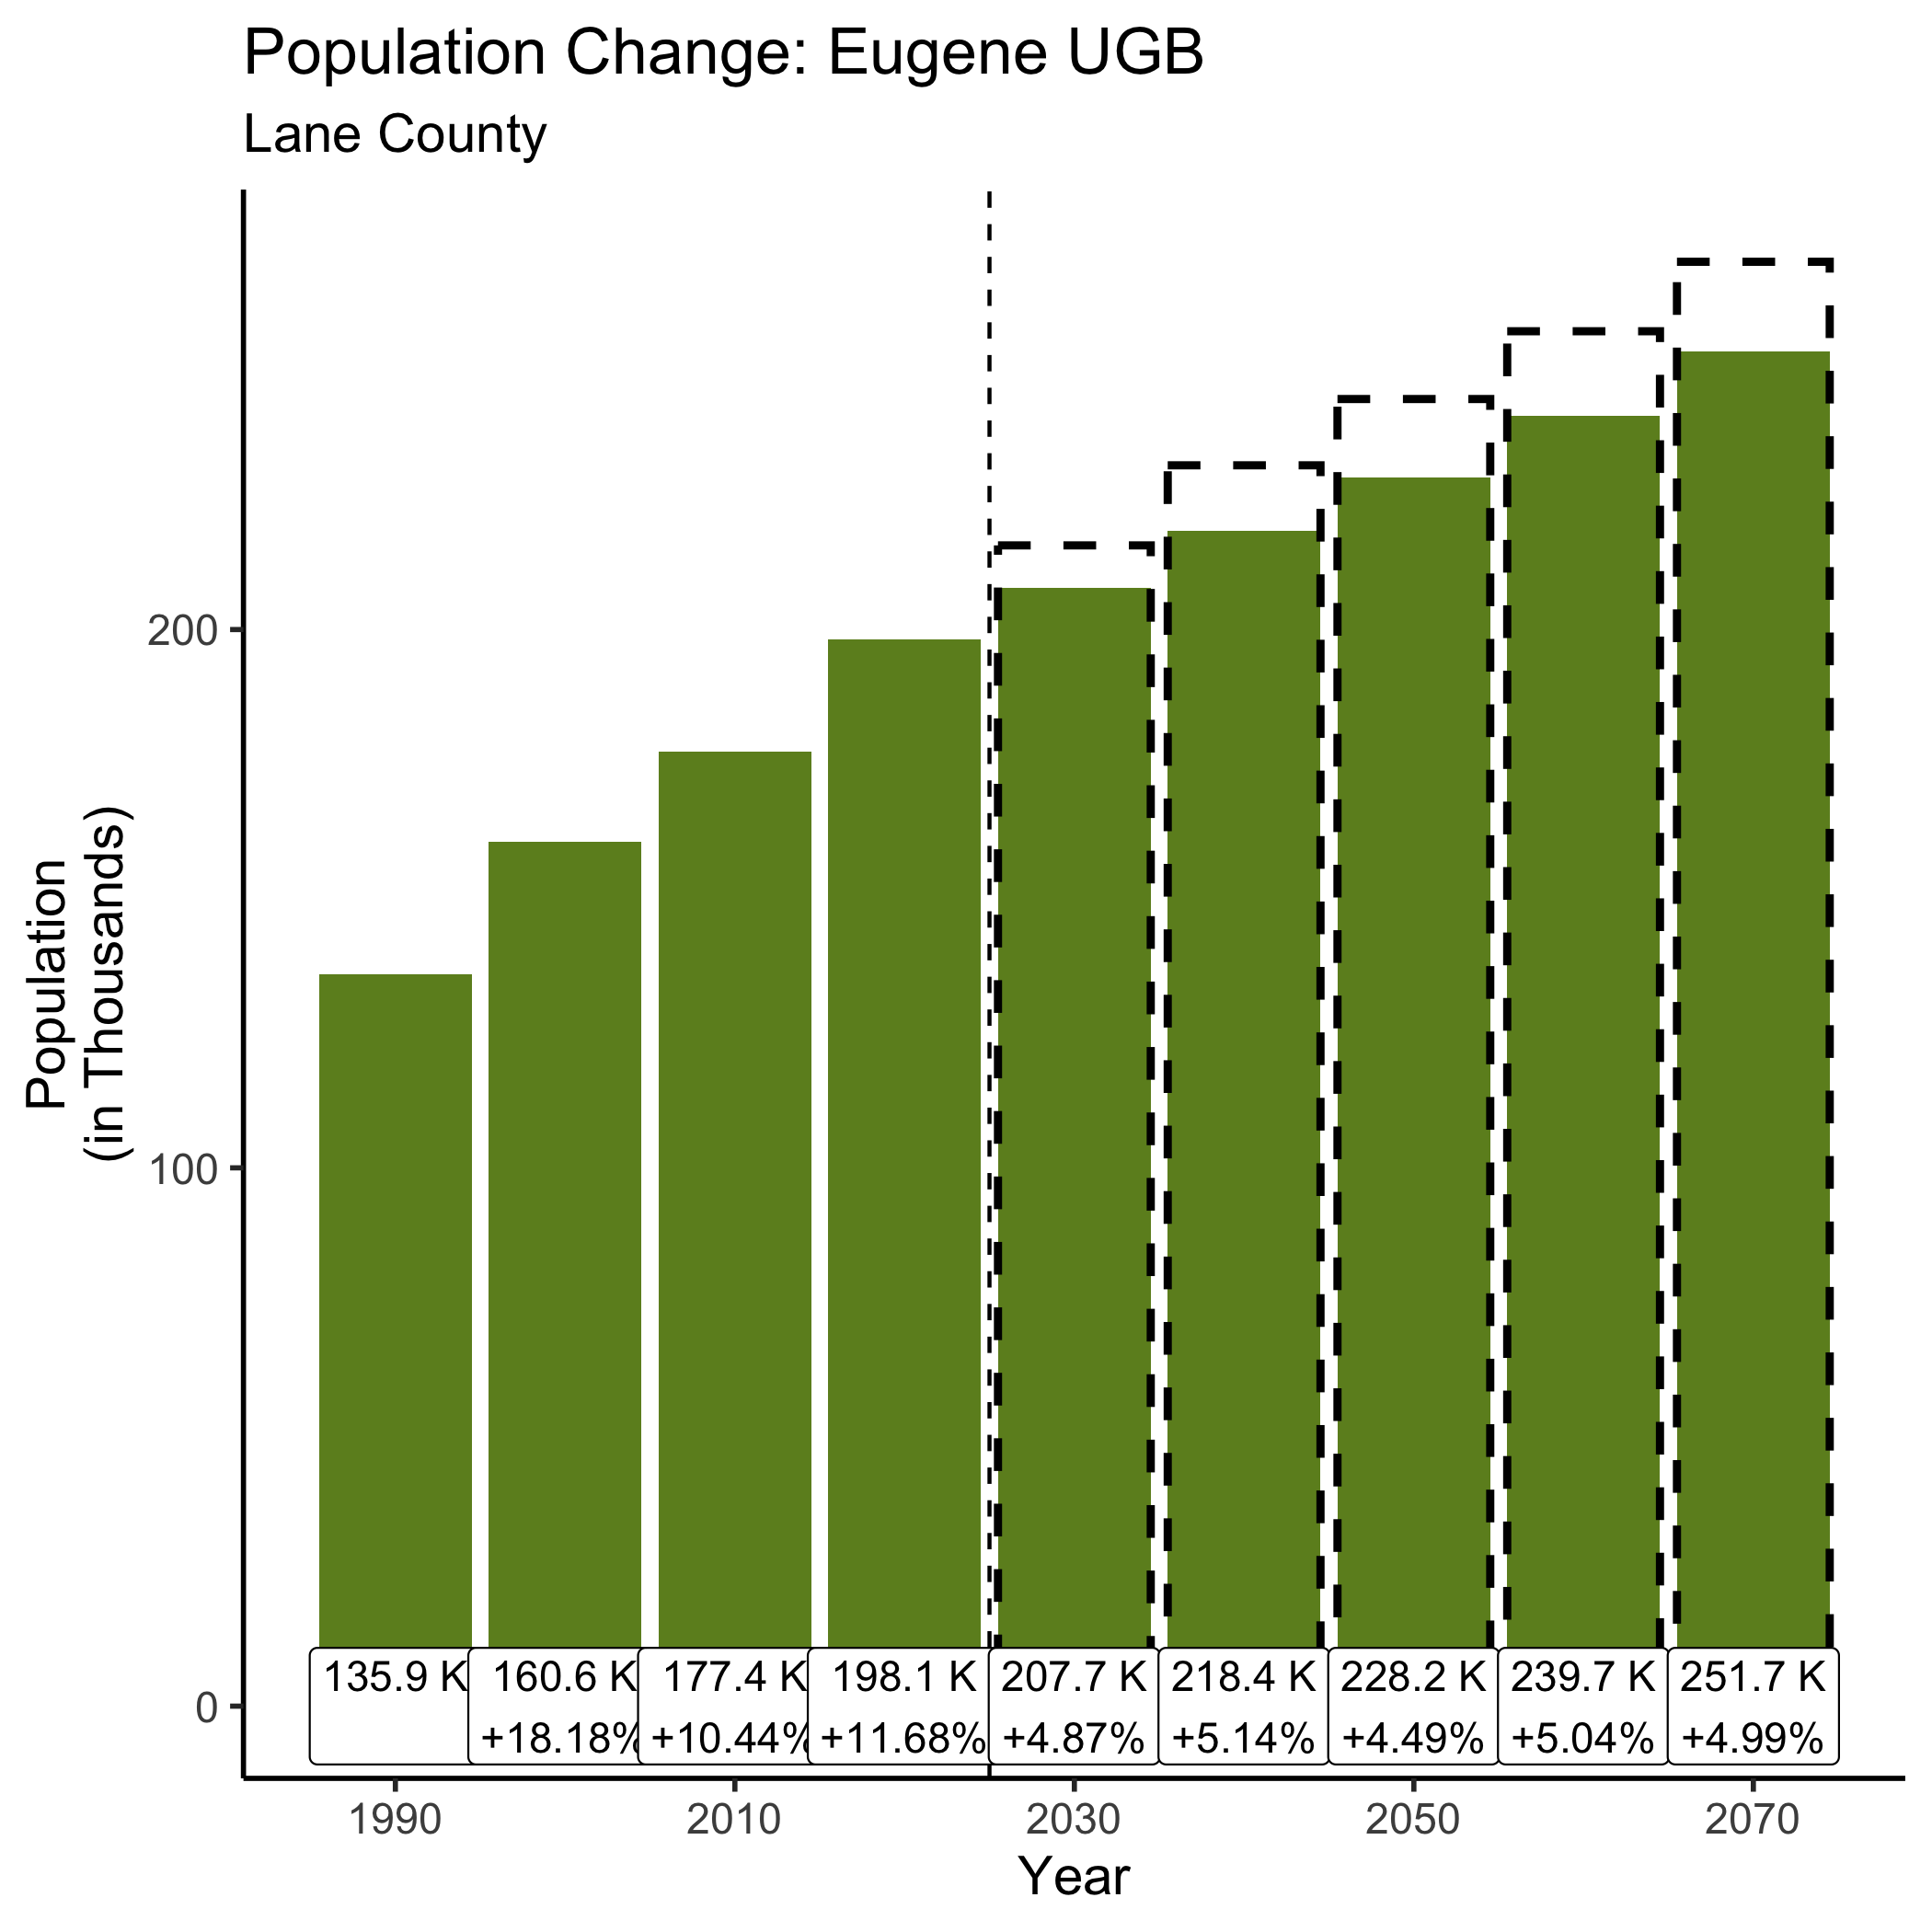 Population Change: Eugene UGB
Lane County
Population
(in Thousands)
200
100
0
135.9 K
160.6 K
+18.18%
177.4 K
+10.44%
198.1 K
+11.68%
207.7 K
+4.87%
218.4 K
+5.14%
228.2 K
+4.49%
239.7 K
+5.04%
251.7 K
+4.99%
1990
2010
2030
2050
2070
Year